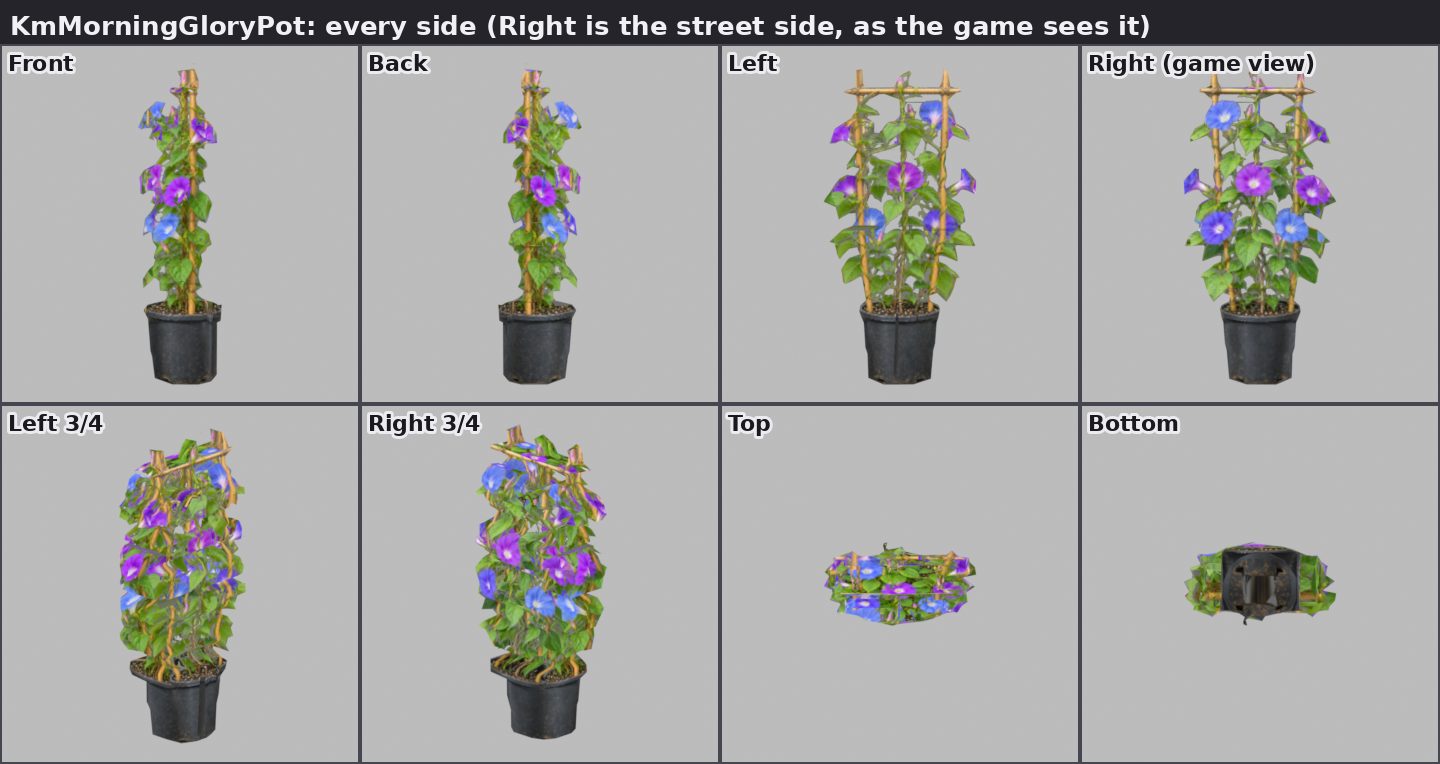 KmMorningGloryPot: every side (Right is the street side, as the game sees it)
Front
Back
Left
Right (game view)
Left 3/4
Right 3/4
Top
Bottom